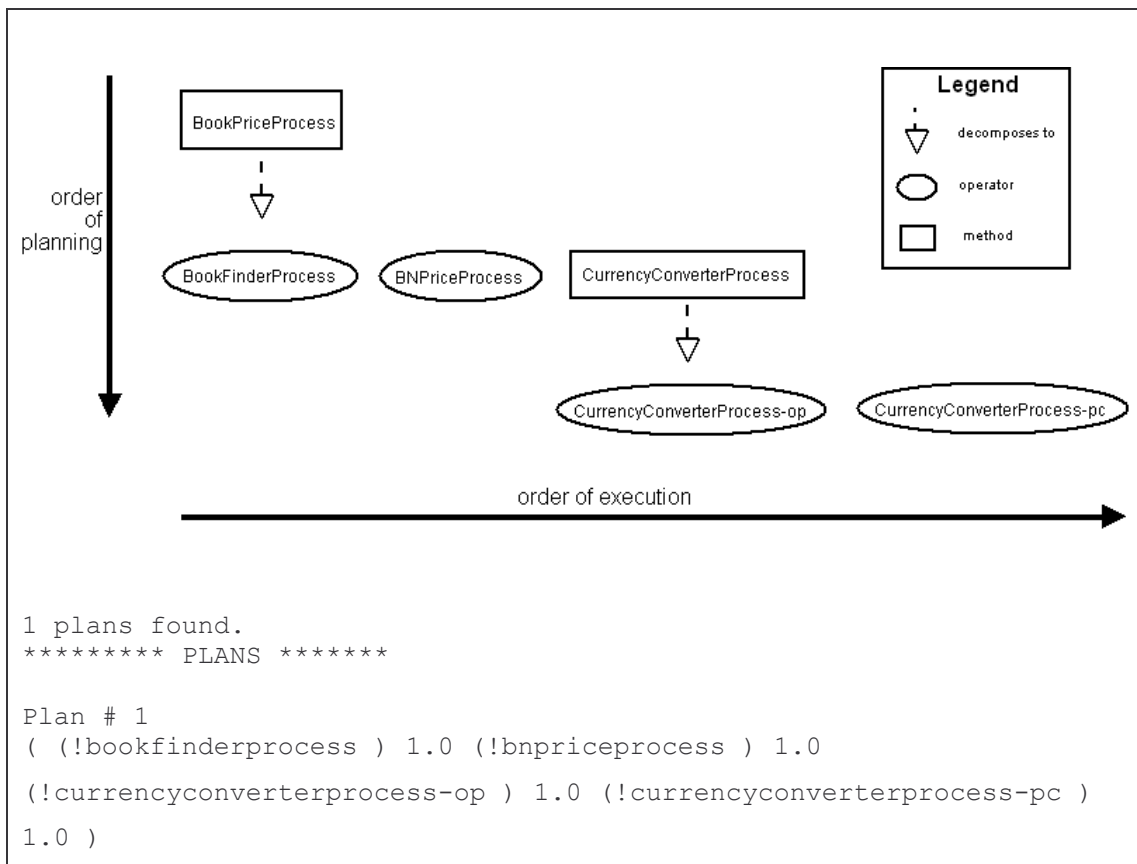 Legend
BookPriceProcess
decomposes to
order
of
planning
operator
method
BookFinderProcess
BNPriceProcess
CurrencyConverterProcess
CurrencyConverterProcess-op
CurrencyConverterProcess-pc
order of execution
1 plans found.
********* PLANS *******
Plan # 1
( (!bookfinderprocess ) 1.0 (!bnpriceprocess ) 1.0
(!currencyconverterprocess-op ) 1.0 (!currencyconverterprocess-pc )
1.0 )